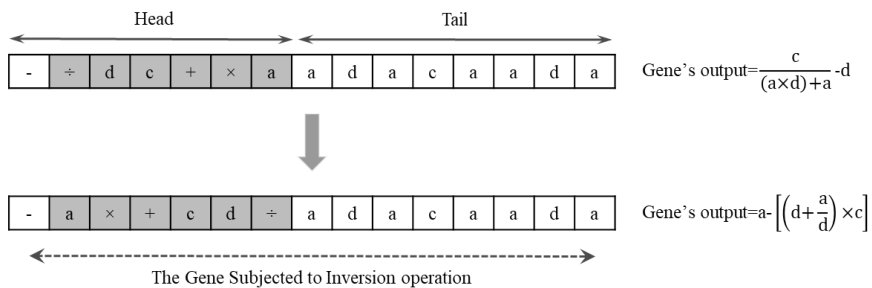 Head Tail
- ÷ d c + × a a d a c a a d a Gene's output=c/((a×d)+a) -d
- a × + c d ÷ a d a c a a d a Gene's output=a-[(d+a/d) ×c]
The Gene Subjected to Inversion operation